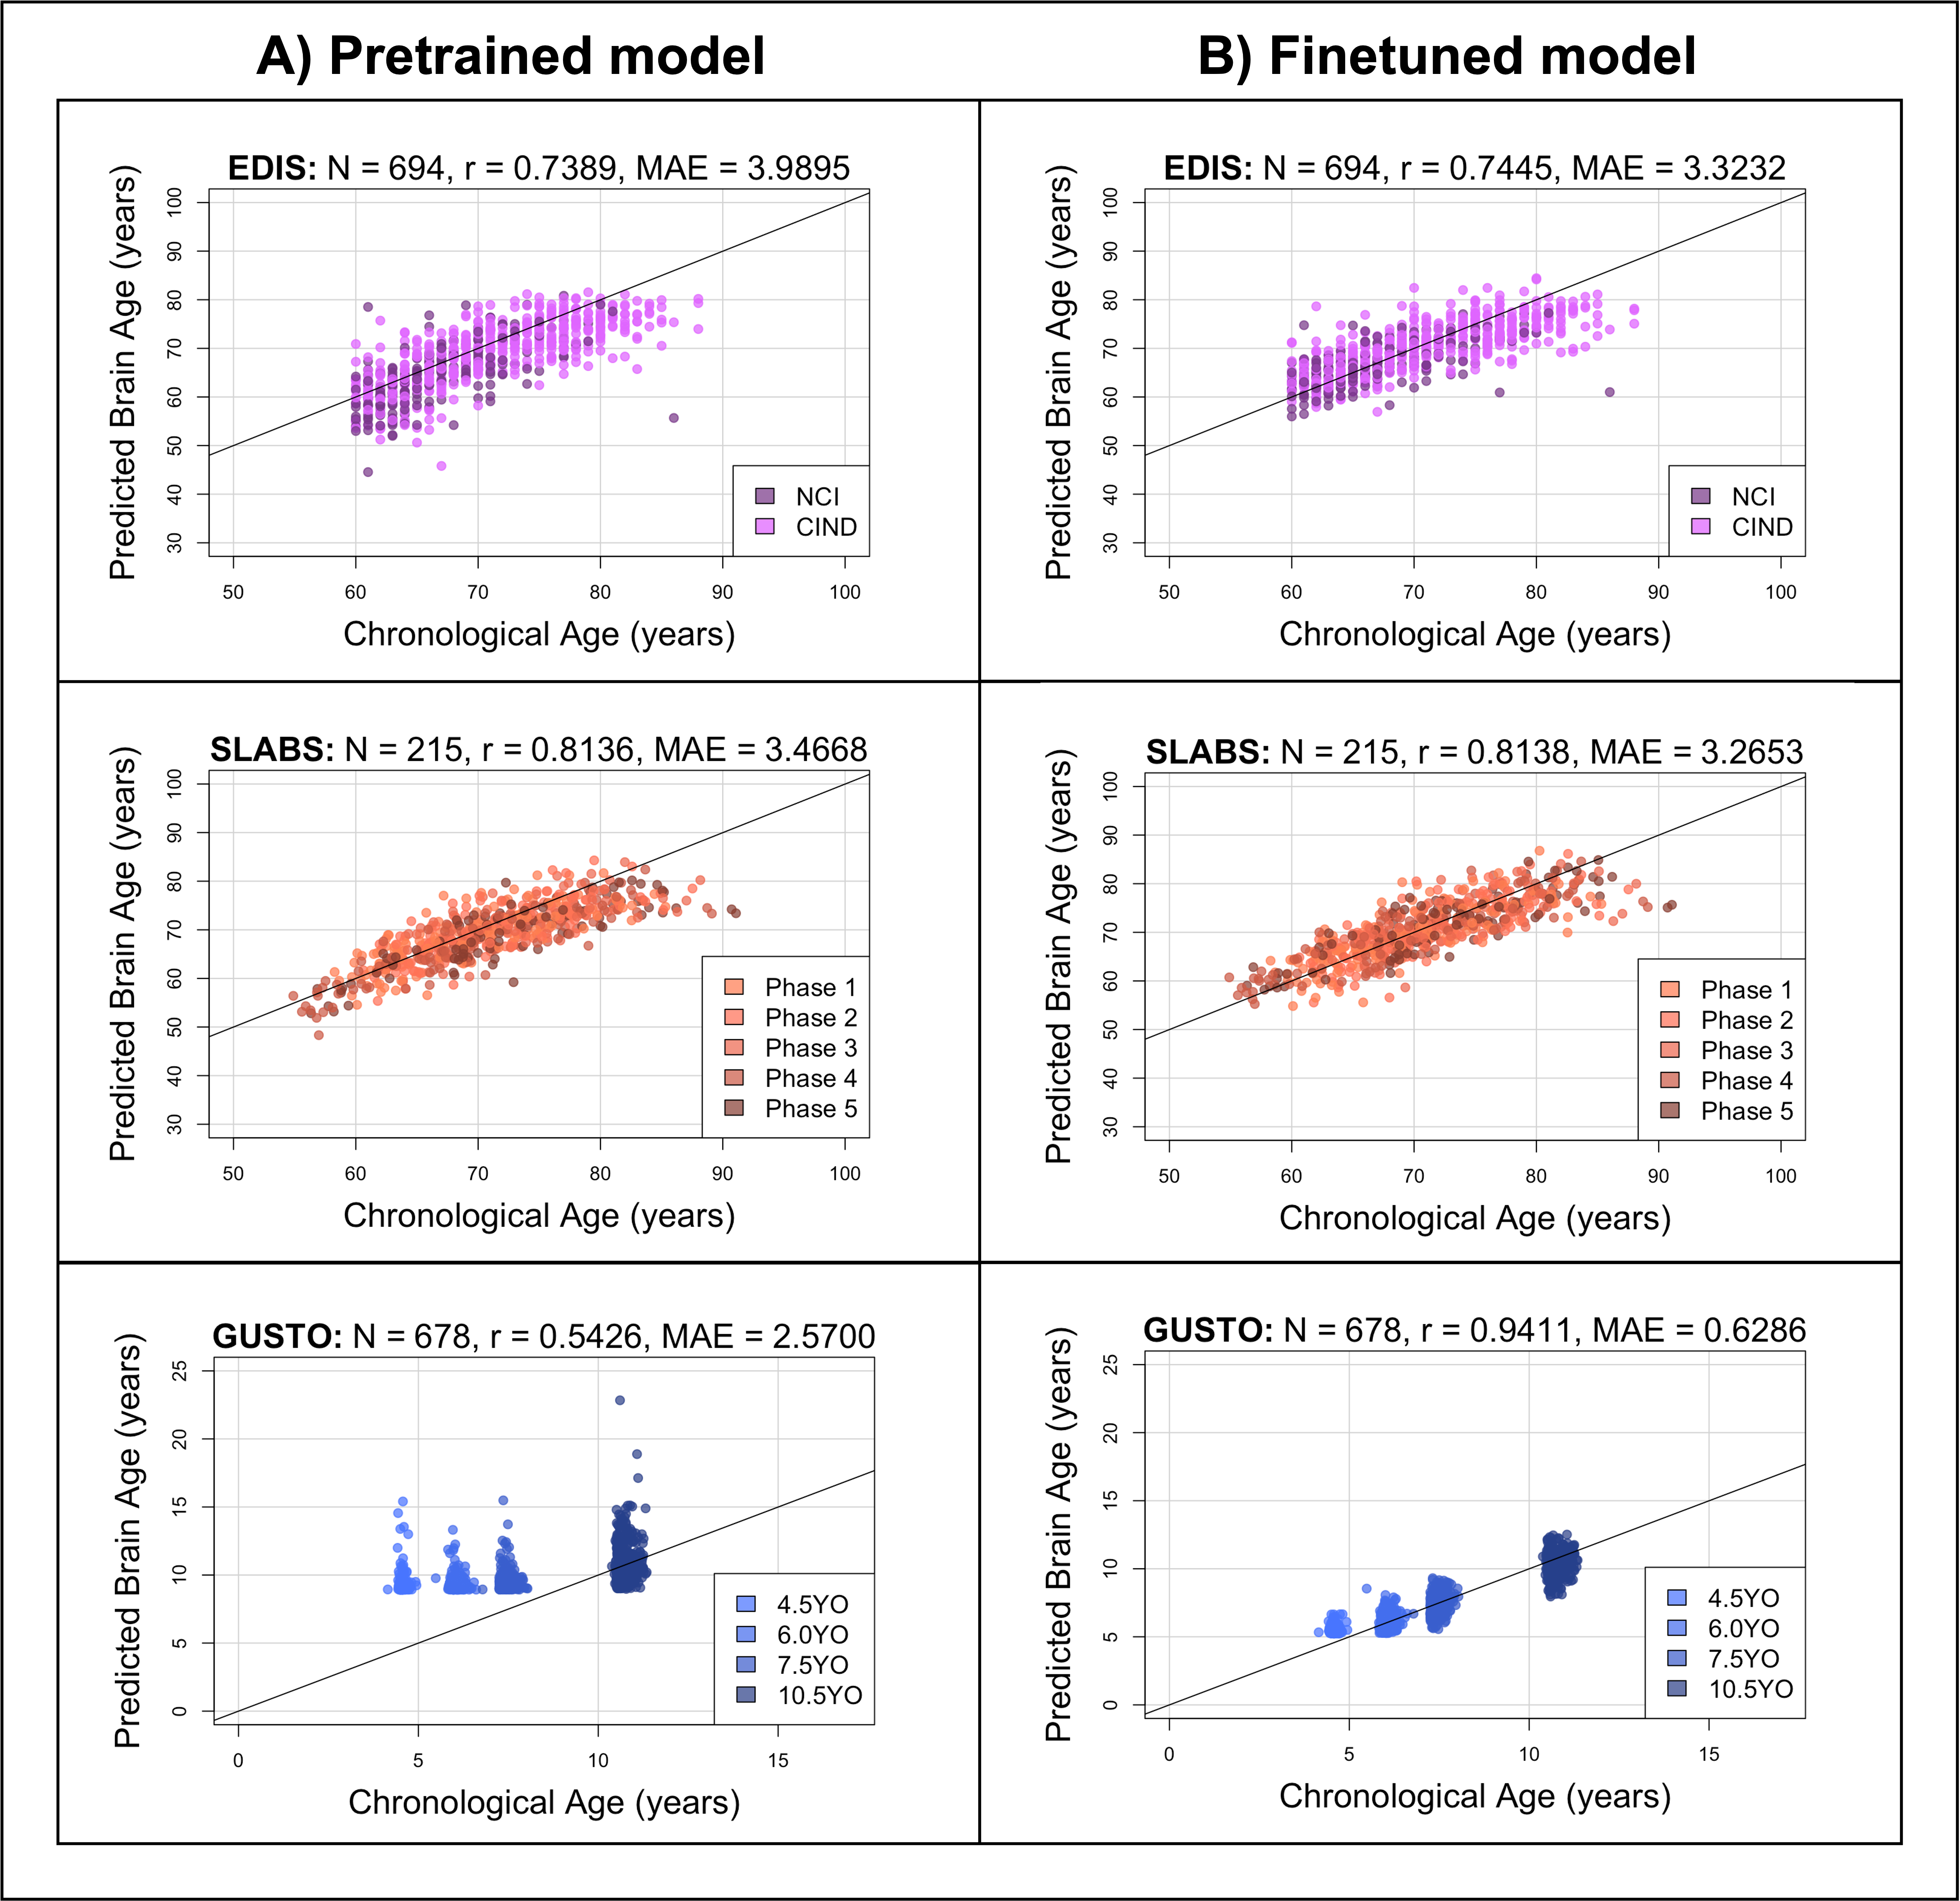 A) Pretrained model
B) Finetuned model
EDIS: N = 694, r = 0.7389, MAE = 3.9895
Predicted Brain Age (years)
100
90
80
70
60
50
40
30
NCI
CIND
50 60 70 80 90 100
Chronological Age (years)
EDIS: N = 694, r = 0.7445, MAE = 3.3232
Predicted Brain Age (years)
100
90
80
70
60
50
40
30
NCI
CIND
50 60 70 80 90 100
Chronological Age (years)
SLABS: N = 215, r = 0.8136, MAE = 3.4668
Predicted Brain Age (years)
100
90
80
70
60
50
40
30
Phase 1
Phase 2
Phase 3
Phase 4
Phase 5
50 60 70 80 90 100
Chronological Age (years)
SLABS: N = 215, r = 0.8138, MAE = 3.2653
Predicted Brain Age (years)
100
90
80
70
60
50
40
30
Phase 1
Phase 2
Phase 3
Phase 4
Phase 5
50 60 70 80 90 100
Chronological Age (years)
GUSTO: N = 678, r = 0.5426, MAE = 2.5700
Predicted Brain Age (years)
25
20
15
10
5
0
4.5YO
6.0YO
7.5YO
10.5YO
0 5 10 15
Chronological Age (years)
GUSTO: N = 678, r = 0.9411, MAE = 0.6286
Predicted Brain Age (years)
25
20
15
10
5
0
4.5YO
6.0YO
7.5YO
10.5YO
0 5 10 15
Chronological Age (years)